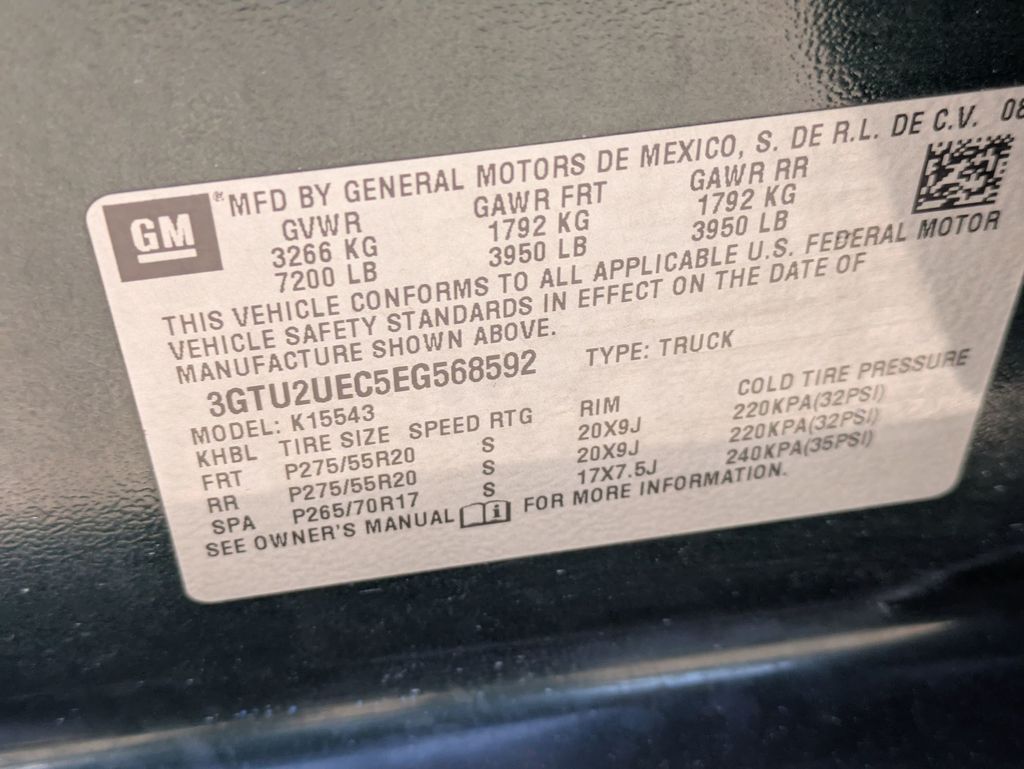 GM® MFD BY GENERAL MOTORS DE MEXICO, S. DE R.L. DE C.V. 08
GVWR GAWR FRT GAWR RR
3266 KG 1792 KG 1792 KG
7200 LB 3950 LB 3950 LB
THIS VEHICLE CONFORMS TO ALL APPLICABLE U.S. FEDERAL MOTOR
VEHICLE SAFETY STANDARDS IN EFFECT ON THE DATE OF
MANUFACTURE SHOWN ABOVE.
3GTU2UEC5EG568592 TYPE: TRUCK
MODEL: K15543
KHBL TIRE SIZE SPEED RTG RIM COLD TIRE PRESSURE
FRT P275/55R20 S 20X9J 220KPA(32PSI)
RR P275/55R20 S 20X9J 220KPA(32PSI)
SPA P265/70R17 S 17X7.5J 240KPA(35PSI)
SEE OWNER'S MANUAL i FOR MORE INFORMATION.